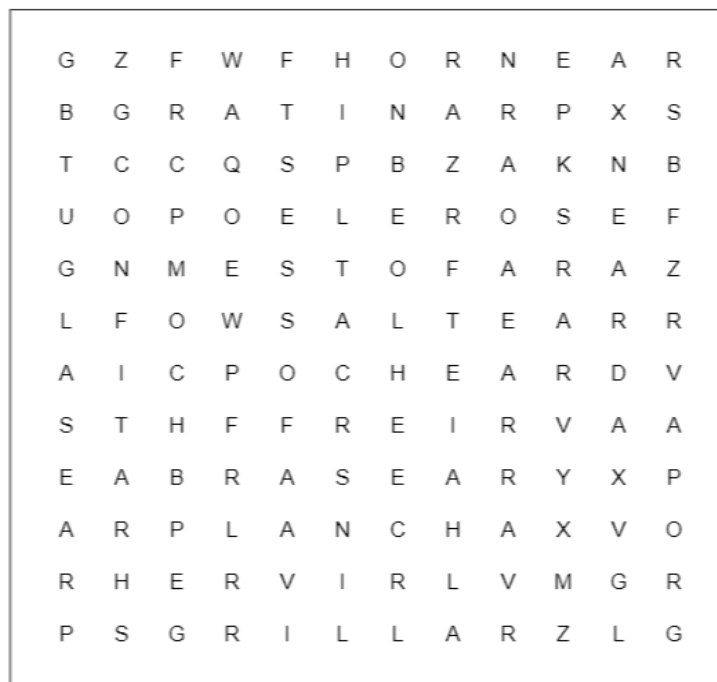 G Z F W F H O R N E A R
B G R A T I N A R P X S
T C C Q S P B Z A K N B
U O P O E L E R O S E F
G N M E S T O F A R A Z
L F O W S A L T E A R R
A I C P O C H E A R D V
S T H F F R E I R V A A
E A B R A S E A R Y X P
A R P L A N C H A X V O
R H E R V I R L V M G R
P S G R I L L A R Z L G